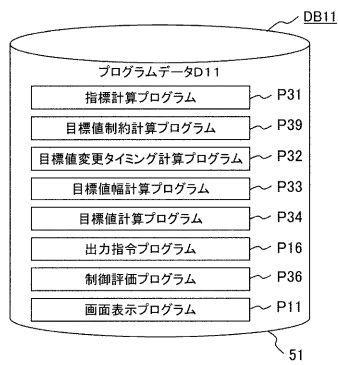 DB11
プログラムデータD11
指標計算プログラム P31
目標値制約計算プログラム P39
目標値変更タイミング計算プログラム P32
目標値幅計算プログラム P33
目標値計算プログラム P34
出力指令プログラム P16
制御評価プログラム P36
画面表示プログラム P11
51